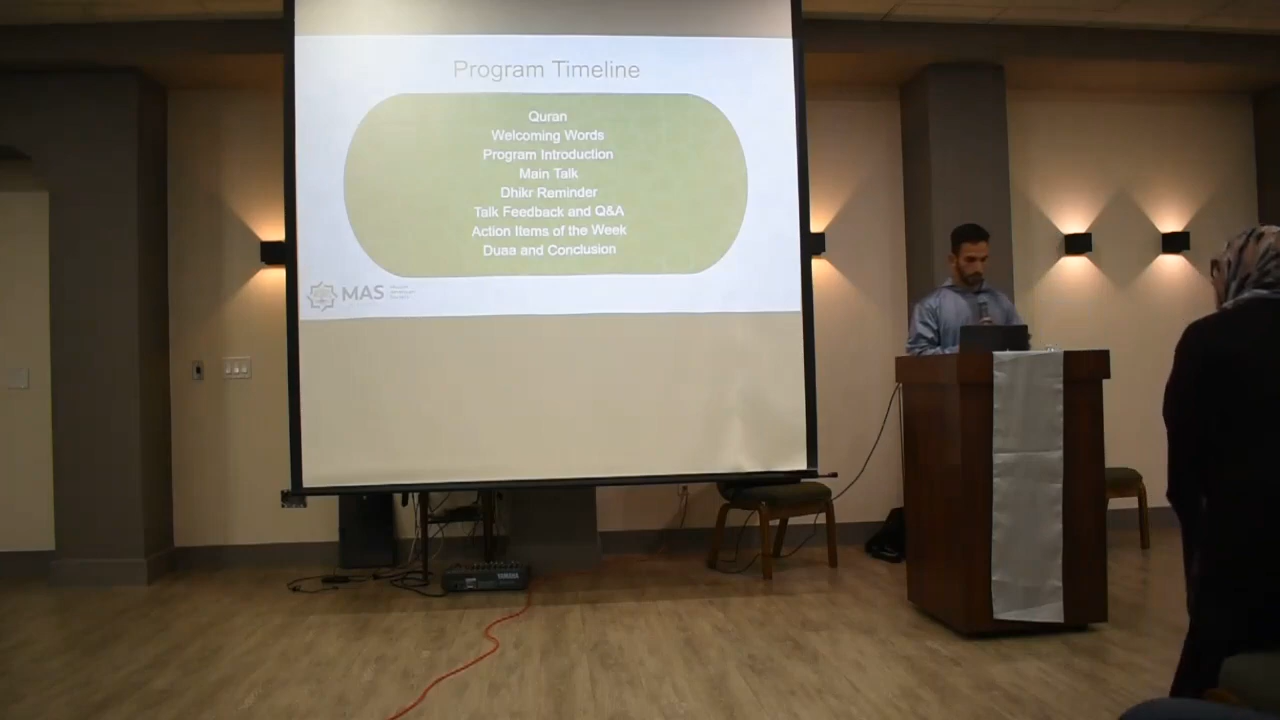 Program Timeline
Quran
Welcoming Words
Program Introduction
Main Talk
Dhikr Reminder
Talk Feedback and Q&A
Action Items of the Week
Duaa and Conclusion
MAS
YAMAHA